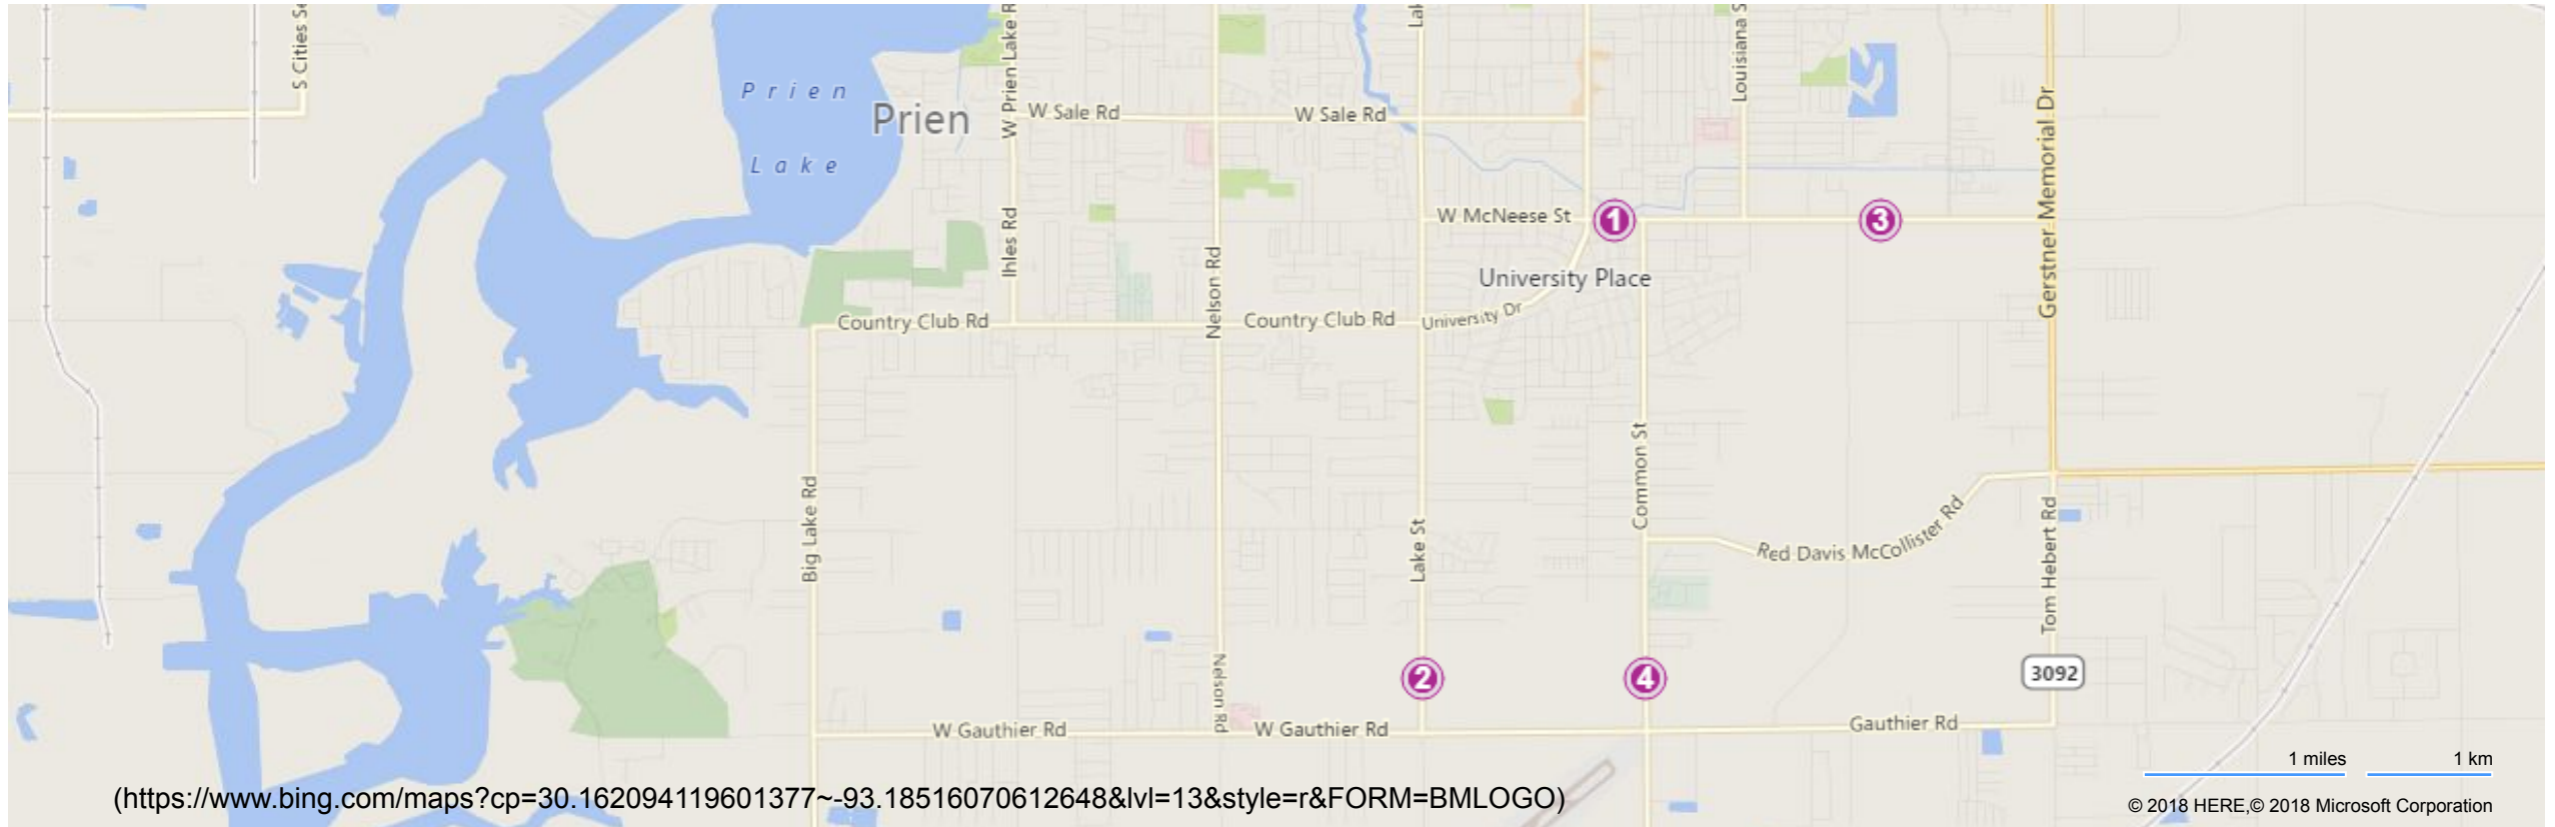 S Cities Se
W Prien Lake R
Lak
Louisiana S
Prien
Lake
Prien
W Sale Rd
W Sale Rd
Gerstner Memorial Dr
Ihles Rd
Nelson Rd
W McNeese St
1
3
University Place
Country Club Rd
Country Club Rd
University Dr
Big Lake Rd
Lake St
Common St
Red Davis McCollister Rd
Tom Hebert Rd
Nelson Rd
2
4
3092
W Gauthier Rd
W Gauthier Rd
Gauthier Rd
1 miles
1 km
(https://www.bing.com/maps?cp=30.162094119601377~-93.18516070612648&lvl=13&style=r&FORM=BMLOGO)
© 2018 HERE,© 2018 Microsoft Corporation